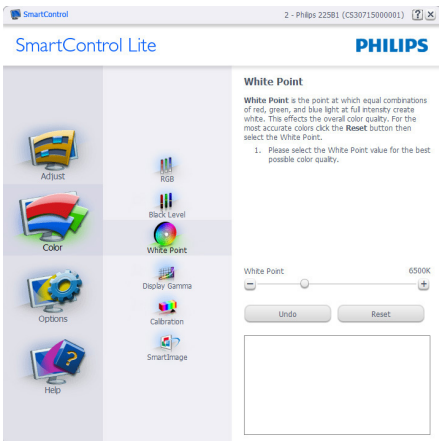 SmartControl
2 - Philips 225B1 (CS30715000001)
?
SmartControl Lite
PHILIPS
Adjust
Color
Options
Help
RGB
Black Level
White Point
Display Gamma
Calibration
SmartImage
White Point
White Point is the point at which equal combinations
of red, green, and blue light at full intensity create
white. This effects the overall color quality. For the
most accurate colors click the Reset button then
select the White Point.
1. Please select the White Point value for the best
possible color quality.
White Point 6500K
Undo Reset